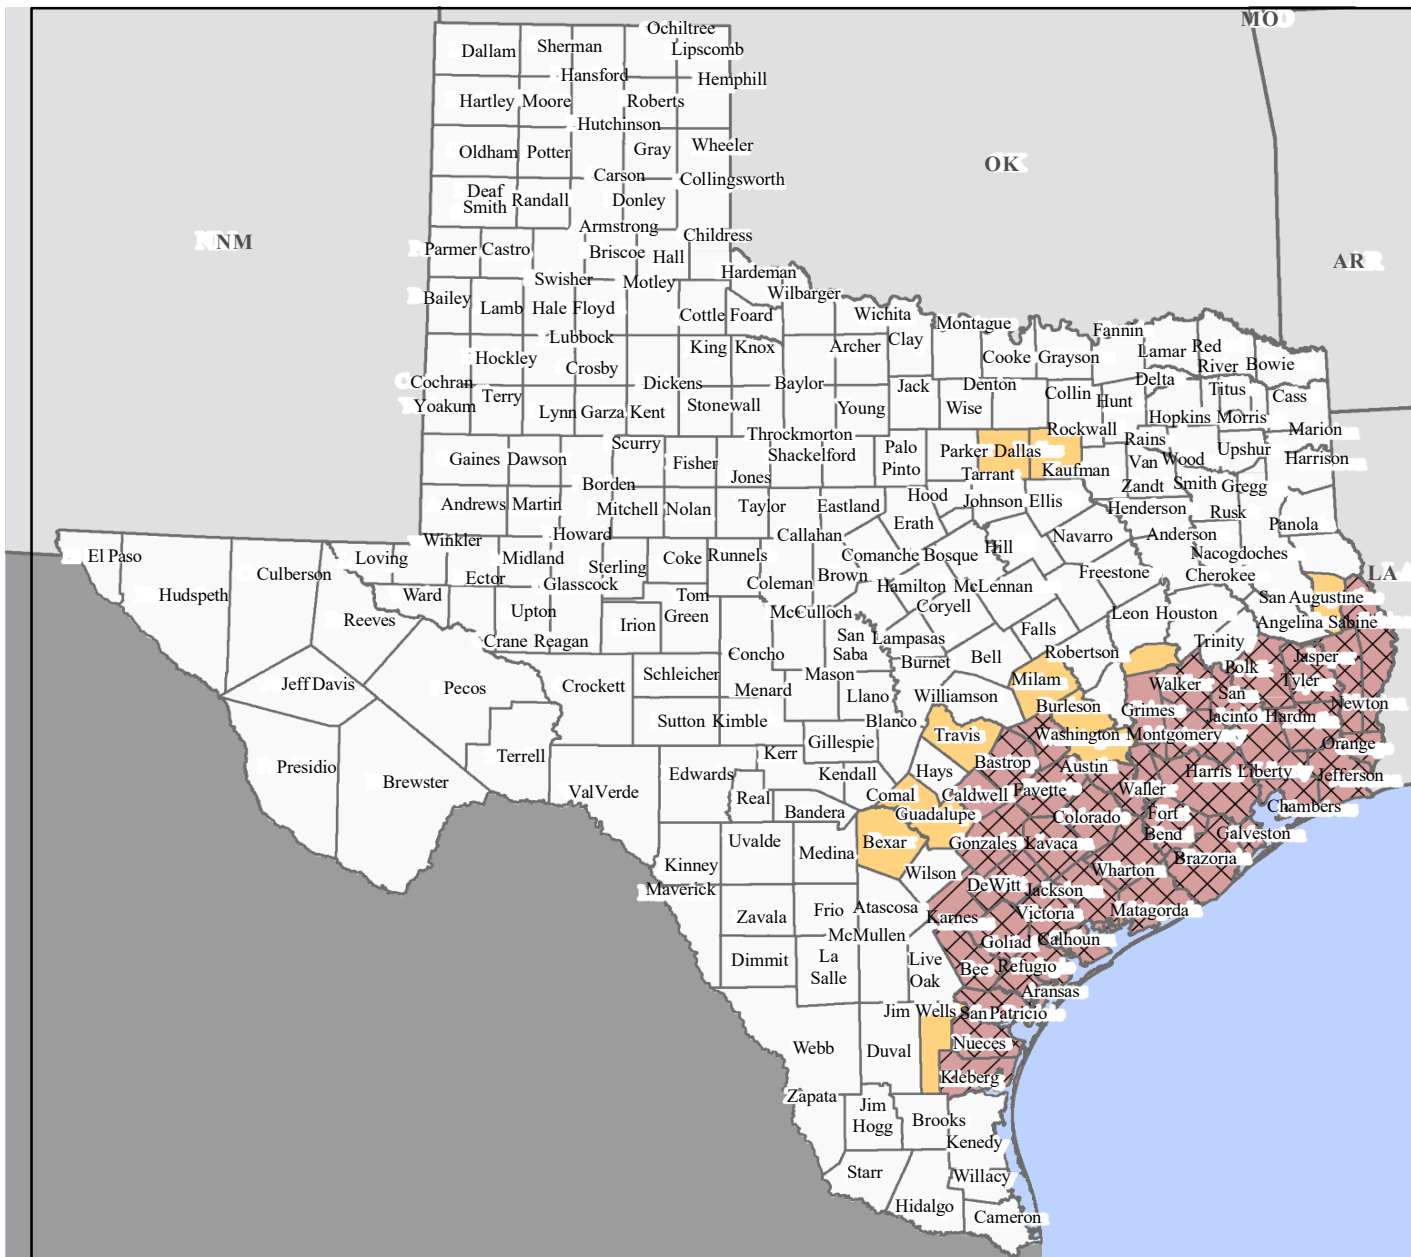 MO
Ochiltree
Dallam Sherman Lipscomb
Hansford Hemphill
Hartley Moore Roberts
Hutchinson
Oldham Potter Gray Wheeler
OK
Carson Collingsworth
Deaf
Smith Randall Donley
Armstrong Childress
NM
Parmer Castro Briscoe Hall
AR
Swisher Motley Hardeman
Wilbarger
Bailey Lamb Hale Floyd Cottle Foard Wichita
Montague Fannin
Lubbock Clay
Hockley Crosby King Knox Archer Cooke Grayson Lamar Red
River Bowie
Cochran Dickens Baylor Jack Denton Delta
Yoakum Terry Lynn Garza Kent Stonewall Young Wise Collin Hunt Titus Cass
Hopkins Morris
Throckmorton Rockwall Marion
Scurry Shackelford Palo
Pinto Parker Dallas Rains
Gaines Dawson Fisher Jones Tarrant Kaufman Van
Zandt Wood Upshur Harrison
Borden Smith Gregg
Andrews Martin Mitchell Nolan Taylor Eastland Hood Johnson Ellis Henderson Rusk
Erath Panola
Winkler Howard Callahan Navarro Anderson
El Paso Loving Midland Coke Runnels Comanche Bosque Hill Nacogdoches
Culberson Ector Sterling Coleman Brown Freestone Cherokee LA
Hudspeth Ward Glasscock Tom
Green Hamilton McLennan San Augustine
Reeves Upton Irion McCulloch Coryell Leon Houston
Crane Reagan San
Saba Lampasas Falls Trinity Angelina Sabine
Concho Burnet Bell Robertson Polk Jasper
Jeff Davis Pecos Crockett Schleicher Menard Mason Llano Williamson Milam Walker San
Jacinto Tyler
Sutton Kimble Blanco Burleson Grimes Hardin Newton
Terrell Gillespie Travis Washington Montgomery Orange
Presidio Brewster Kerr Bastrop Austin
Val Verde Edwards Real Kendall Hays Harris Liberty Jefferson
Comal Caldwell Fayette Waller Chambers
Bandera Guadalupe Colorado Fort
Bend Galveston
Uvalde Medina Bexar Gonzales Lavaca
Kinney Wilson Wharton Brazoria
Maverick DeWitt Jackson
Zavala Frio Atascosa Karnes Victoria Matagorda
McMullen Goliad Calhoun
Dimmit La
Salle Live
Oak Bee Refugio
Aransas
Jim Wells San Patricio
Webb Duval Nueces
Kleberg
Zapata Jim
Hogg Brooks
Kenedy
Starr Willacy
Hidalgo Cameron